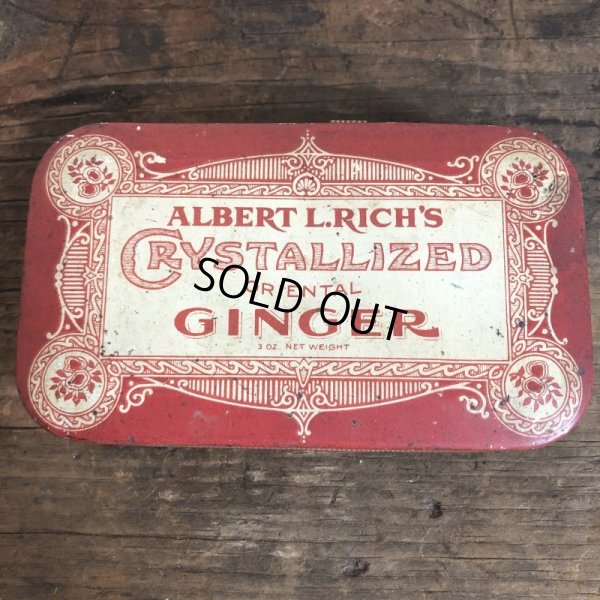 ALBERT L. RICH'S
CRYSTALLIZED
ORIENTAL
SOLD OUT
GINGER
3 OZ. NET WEIGHT